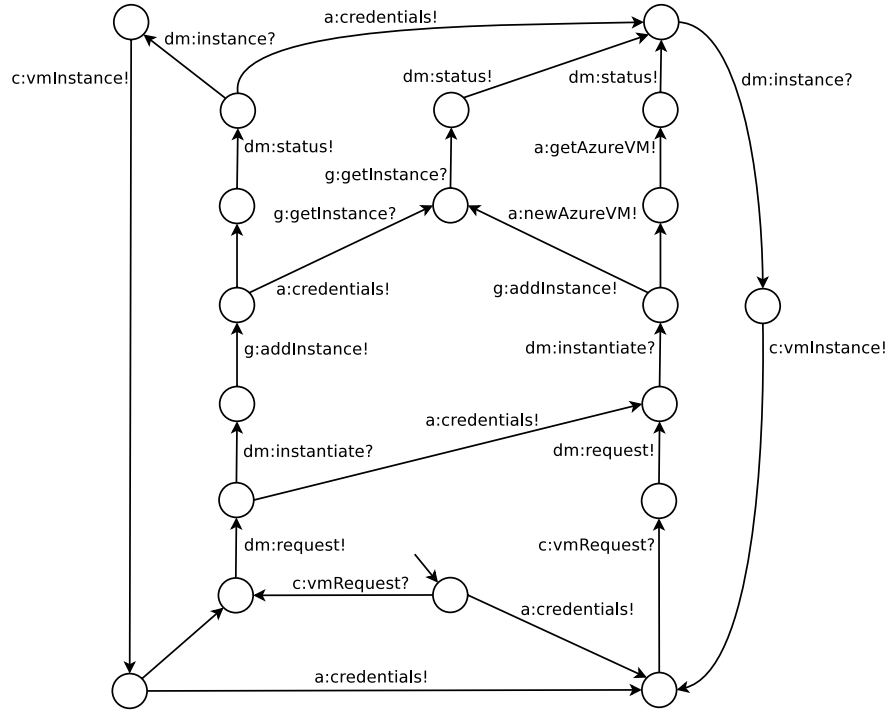 a:credentials!
dm:instance?
c:vmInstance!
dm:status!
dm:status!
dm:instance?
dm:status!
a:getAzureVM!
g:getInstance?
g:getInstance?
a:newAzureVM!
a:credentials!
g:addInstance!
g:addInstance!
dm:instantiate?
c:vmInstance!
a:credentials!
dm:instantiate?
dm:request!
dm:request!
c:vmRequest?
c:vmRequest?
a:credentials!
a:credentials!